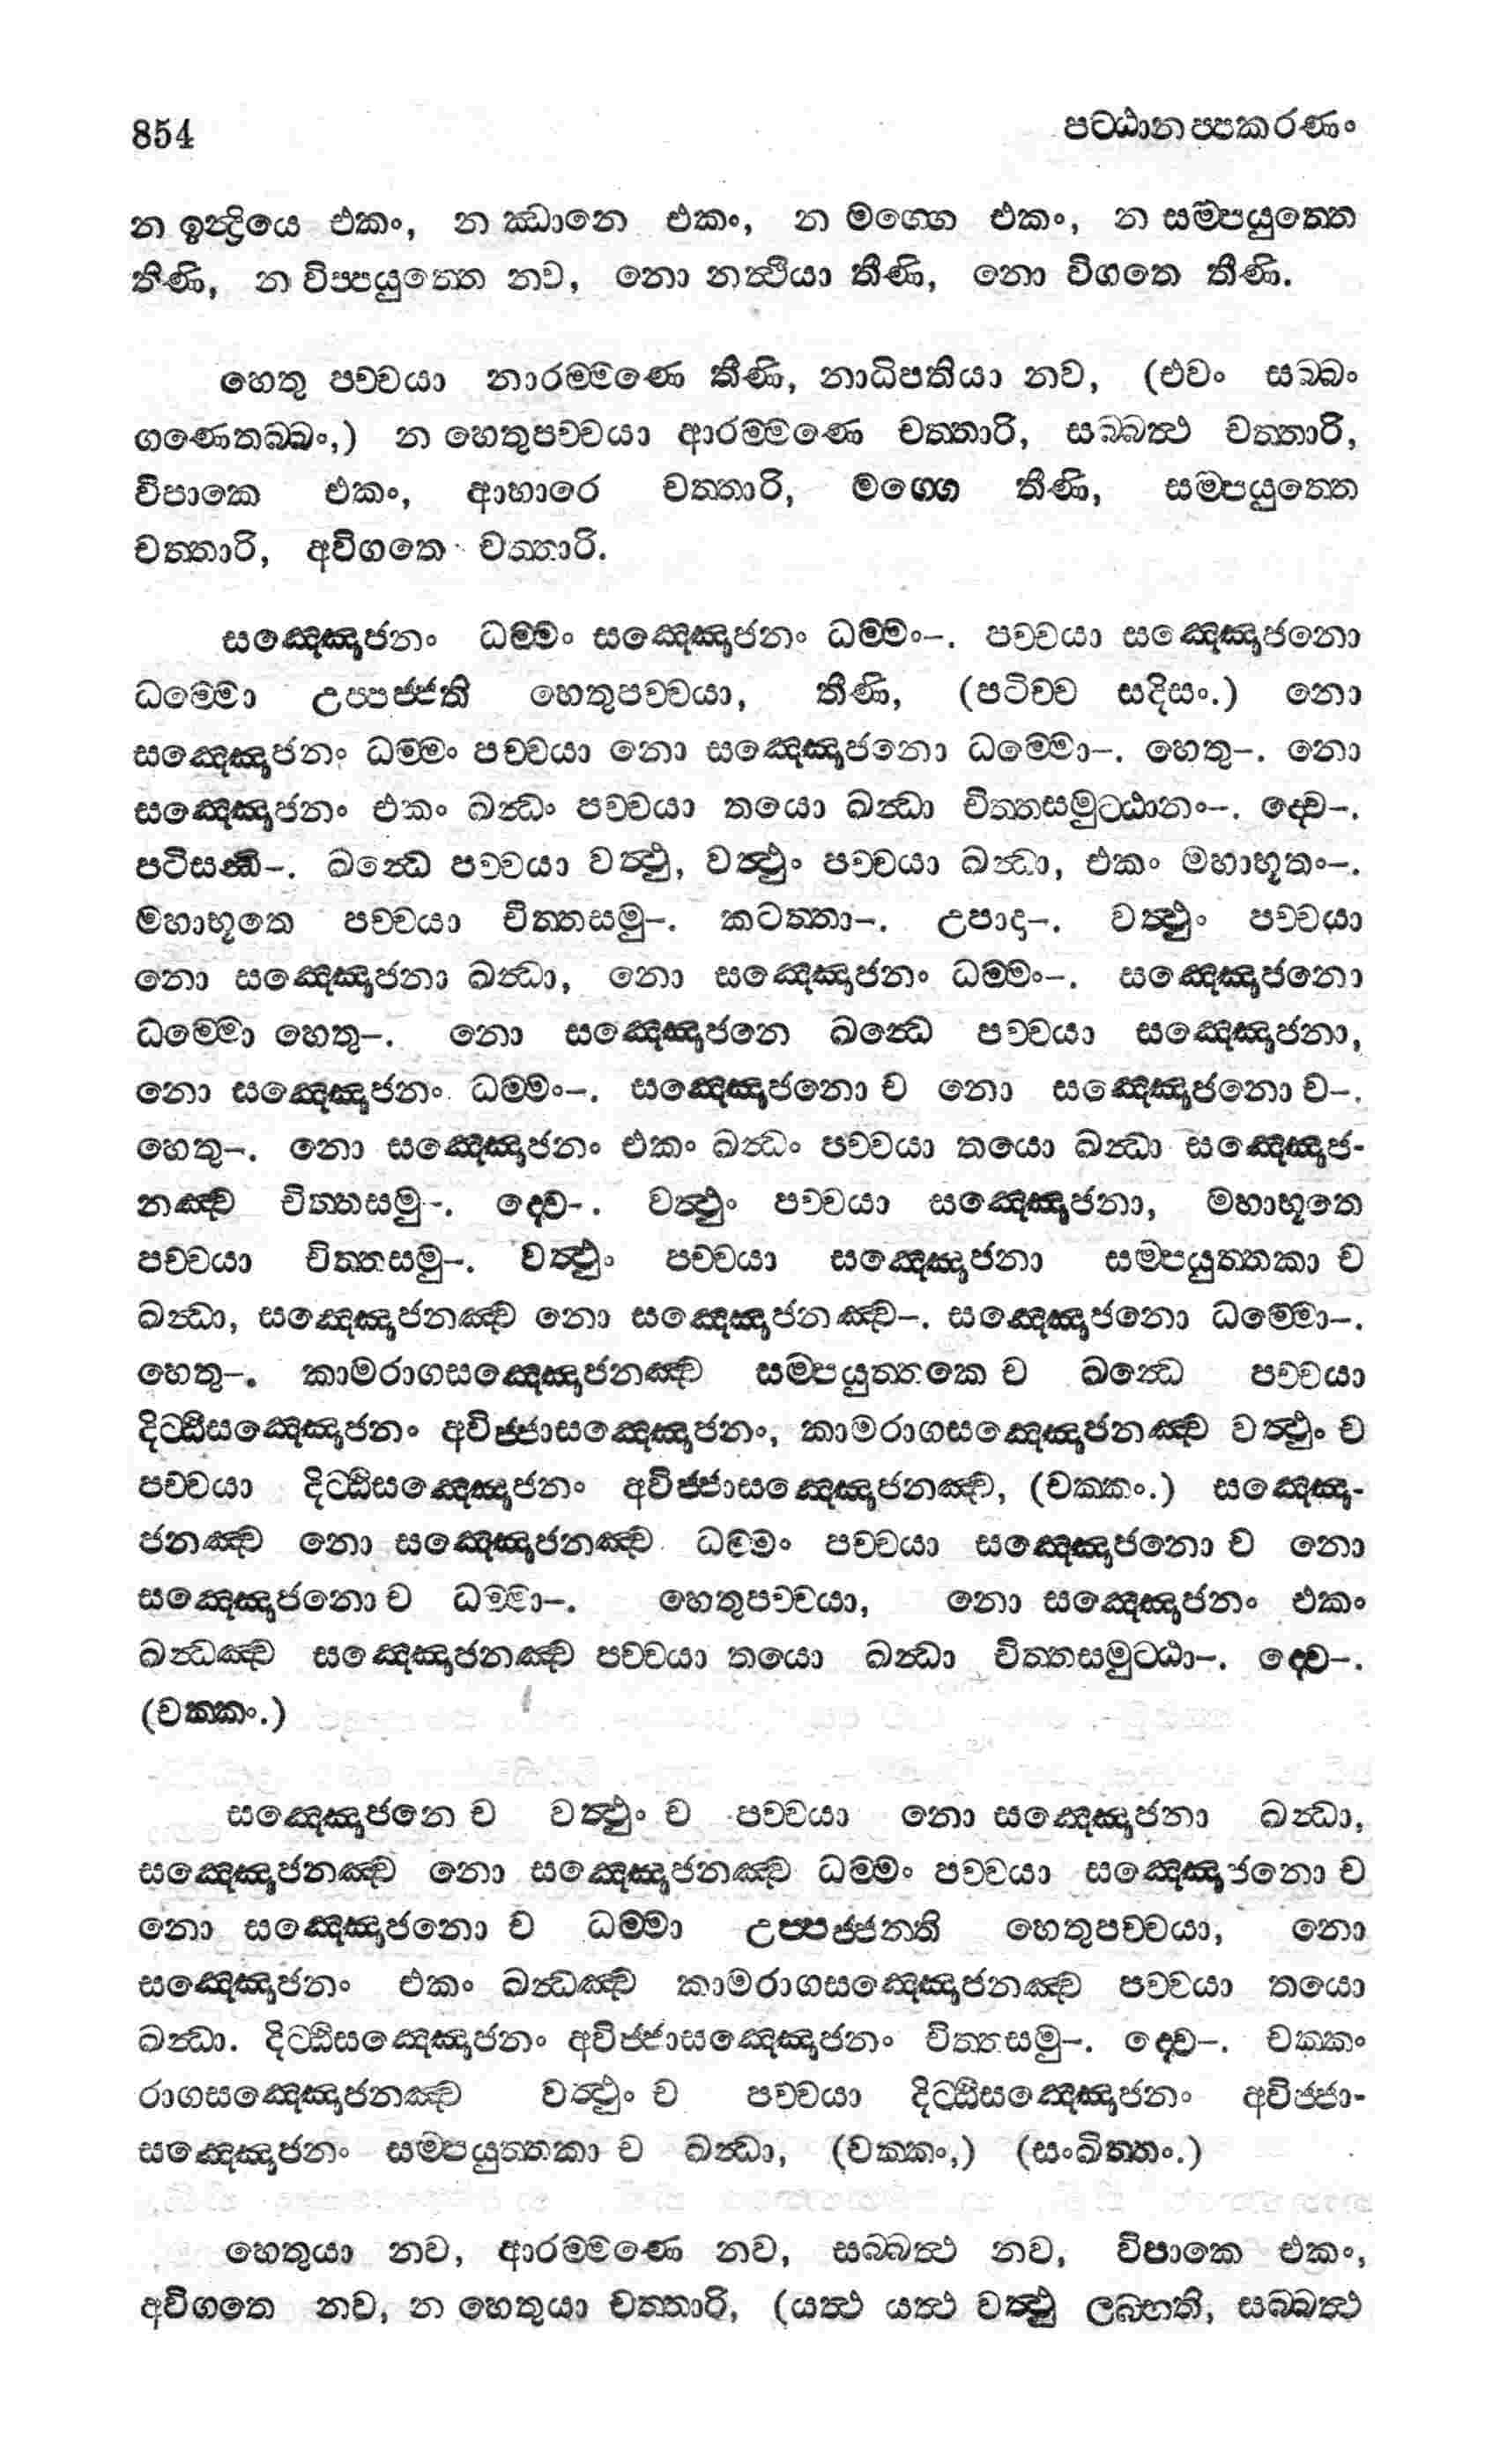 854 පට්ඨානප්පකරණං
න ඉන්ද්‍රියෙ එකං, න ඣානෙ එකං, න මග්ගෙ එකං, න සම්පයුත්තෙ
තීණි, න විප්පයුත්තෙ නව, නො නත්ථියා තීණි, නො විගතෙ තීණි.
හෙතු පච්චයා නාරම්මණෙ තීණි, නාධිපතියා නව, (එවං සබ්බං
ගණෙතබ්බං,) න හෙතුපච්චයා ආරම්මණෙ චත්තාරි, සබ්බත්ථ චත්තාරි,
විපාකෙ එකං, ආහාරෙ චත්තාරි, මග්ගෙ තීණි, සම්පයුත්තෙ
චත්තාරි, අවිගතෙ චත්තාරි.
සඤ්ඤොජනං ධම්මං සඤ්ඤොජනං ධම්මං–. පච්චයා සඤ්ඤොජනො
ධම්මො උප්පජ්ජති හෙතුපච්චයා, තීණි, (පටිච්ච සදිසං.) නො
සඤ්ඤොජනං ධම්මං පච්චයා නො සඤ්ඤොජනො ධම්මො–. හෙතු–. නො
සඤ්ඤොජනං එකං ඛන්ධං පච්චයා තයො ඛන්ධා චිත්තසමුට්ඨානං–. ද්වෙ–.
පටිසන්ධි–. ඛන්ධෙ පච්චයා වත්ථු, වත්ථුං පච්චයා ඛන්ධා, එකං මහාභූතං–.
මහාභූතෙ පච්චයා චිත්තසමු–. කටත්තා–. උපාදා–. වත්ථුං පච්චයා
නො සඤ්ඤොජනා ඛන්ධා, නො සඤ්ඤොජනං ධම්මං–. සඤ්ඤොජනො
ධම්මො හෙතු–. නො සඤ්ඤොජනෙ ඛන්ධෙ පච්චයා සඤ්ඤොජනා,
නො සඤ්ඤොජනං ධම්මං–. සඤ්ඤොජනො ච නො සඤ්ඤොජනො ච–.
හෙතු–. නො සඤ්ඤොජනං එකං ඛන්ධං පච්චයා තයො ඛන්ධා සඤ්ඤොජ-
නඤ්ච චිත්තසමු–. ද්වෙ–. වත්ථුං පච්චයා සඤ්ඤොජනා, මහාභූතෙ
පච්චයා චිත්තසමු–. වත්ථුං පච්චයා සඤ්ඤොජනා සම්පයුත්තකා ච
ඛන්ධා, සඤ්ඤොජනඤ්ච නො සඤ්ඤොජනඤ්ච–. සඤ්ඤොජනො ධම්මො–.
හෙතු–. කාමරාගසඤ්ඤොජනඤ්ච සම්පයුත්තකෙ ච ඛන්ධෙ පච්චයා
දිට්ඨිසඤ්ඤොජනං අවිජ්ජාසඤ්ඤොජනං, කාමරාගසඤ්ඤොජනඤ්ච වත්ථුං ච
පච්චයා දිට්ඨිසඤ්ඤොජනං අවිජ්ජාසඤ්ඤොජනඤ්ච, (චක්කං.) සඤ්ඤො-
ජනඤ්ච නො සඤ්ඤොජනඤ්ච ධම්මං පච්චයා සඤ්ඤොජනො ච නො
සඤ්ඤොජනො ච ධම්මා–. හෙතුපච්චයා, නො සඤ්ඤොජනං එකං
ඛන්ධඤ්ච සඤ්ඤොජනඤ්ච පච්චයා තයො ඛන්ධා චිත්තසමුට්ඨා–. ද්වෙ–.
(චක්කං.)
සඤ්ඤොජනෙ ච වත්ථුං ච පච්චයා නො සඤ්ඤොජනා ඛන්ධා,
සඤ්ඤොජනඤ්ච නො සඤ්ඤොජනඤ්ච ධම්මං පච්චයා සඤ්ඤොජනො ච
නො සඤ්ඤොජනො ච ධම්මා උප්පජ්ජන්ති හෙතුපච්චයා, නො
සඤ්ඤොජනං එකං ඛන්ධඤ්ච කාමරාගසඤ්ඤොජනඤ්ච පච්චයා තයො
ඛන්ධා. දිට්ඨිසඤ්ඤොජනං අවිජ්ජාසඤ්ඤොජනං චිත්තසමු–. ද්වෙ–. චක්කං
රාගසඤ්ඤොජනඤ්ච වත්ථුං ච පච්චයා දිට්ඨිසඤ්ඤොජනං අවිජ්ජා-
සඤ්ඤොජනං සම්පයුත්තකා ච ඛන්ධා, (චක්කං,) (සංඛිත්තං.)
හෙතුයා නව, ආරම්මණෙ නව, සබ්බත්ථ නව, විපාකෙ එකං,
අවිගතෙ නව, න හෙතුයා චත්තාරි, (යත්ථ යත්ථ වත්ථු ලබ්භති, සබ්බත්ථ